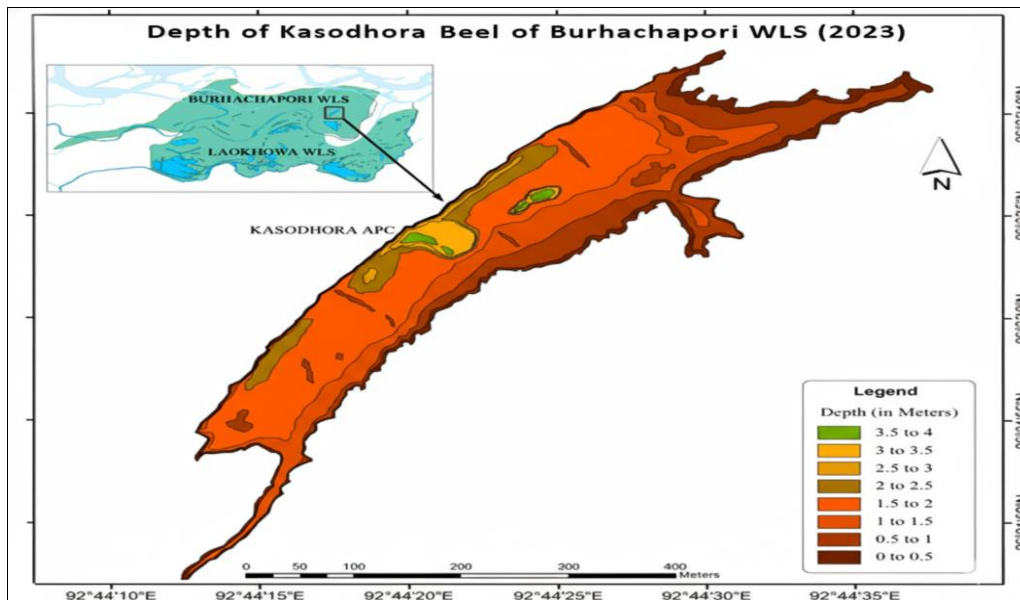 Depth of Kasodhora Beel of Burhachapori WLS (2023)
BURHACHAPORI WLS
LAOKHOWA WLS
KASODHORA APC
N
Legend
Depth (in Meters)
3.5 to 4
3 to 3.5
2.5 to 3
2 to 2.5
1.5 to 2
1 to 1.5
0.5 to 1
0 to 0.5
0 50 100 200 300 400
Meters
92°44'10"E 92°44'15"E 92°44'20"E 92°44'25"E 92°44'30"E 92°44'35"E